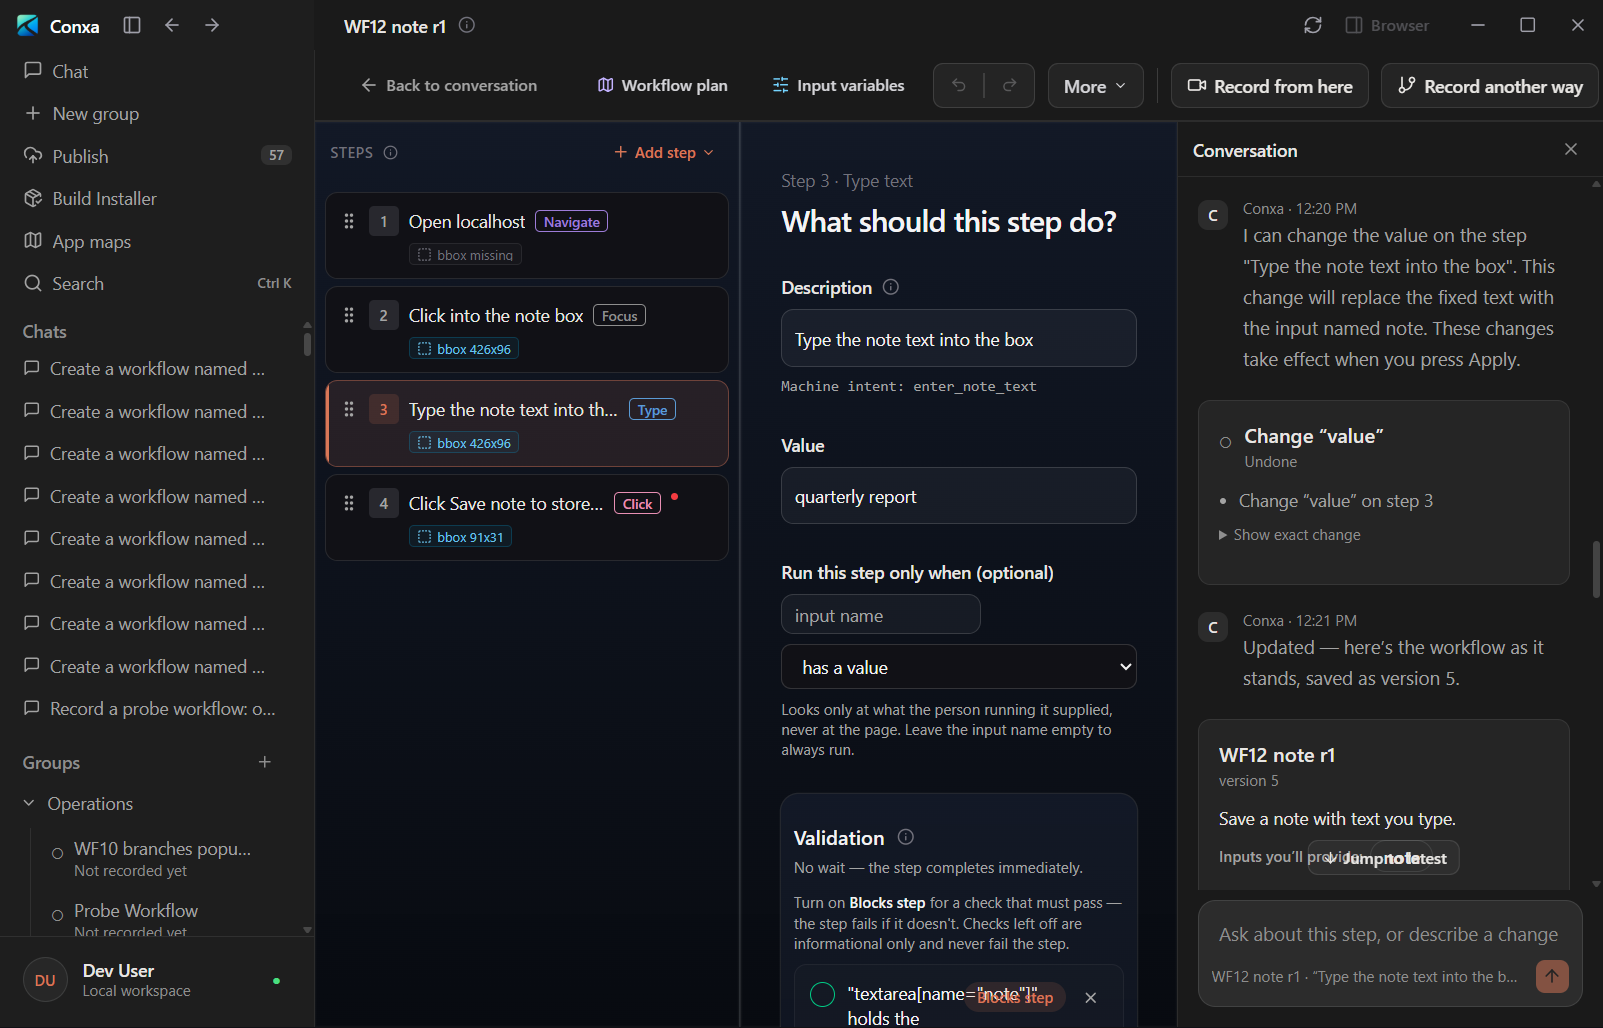 Conxa
Chat
New group
Publish 57
Build Installer
App maps
Search Ctrl K
Chats
Create a workflow named ...
Create a workflow named ...
Create a workflow named ...
Create a workflow named ...
Create a workflow named ...
Create a workflow named ...
Create a workflow named ...
Create a workflow named ...
Record a probe workflow: o...
Groups
Operations
WF10 branches popu...
Not recorded yet
Probe Workflow
Not recorded yet
DU
Dev User
Local workspace
WF12 note r1
Browser
Back to conversation
Workflow plan
Input variables
More
Record from here
Record another way
STEPS
Add step
1 Open localhost Navigate
bbox missing
2 Click into the note box Focus
bbox 426x96
3 Type the note text into th... Type
bbox 426x96
4 Click Save note to store... Click
bbox 91x31
Step 3 · Type text
What should this step do?
Description
Type the note text into the box
Machine intent: enter_note_text
Value
quarterly report
Run this step only when (optional)
input name
has a value
Looks only at what the person running it supplied,
never at the page. Leave the input name empty to
always run.
Validation
No wait — the step completes immediately.
Turn on Blocks step for a check that must pass —
the step fails if it doesn't. Checks left off are
informational only and never fail the step.
"textarea[name="note"]"
Blocks step
holds the
Conversation
C
Conxa · 12:20 PM
I can change the value on the step
"Type the note text into the box". This
change will replace the fixed text with
the input named note. These changes
take effect when you press Apply.
Change “value”
Undone
Change “value” on step 3
Show exact change
C
Conxa · 12:21 PM
Updated — here’s the workflow as it
stands, saved as version 5.
WF12 note r1
version 5
Save a note with text you type.
Inputs you’ll provide
note
Jump to latest
Ask about this step, or describe a change
WF12 note r1 · “Type the note text into the b...